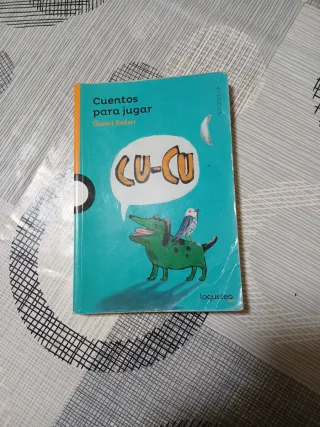 Cuentos
para jugar
Gianni Rodari
CU-CU
loqueleo